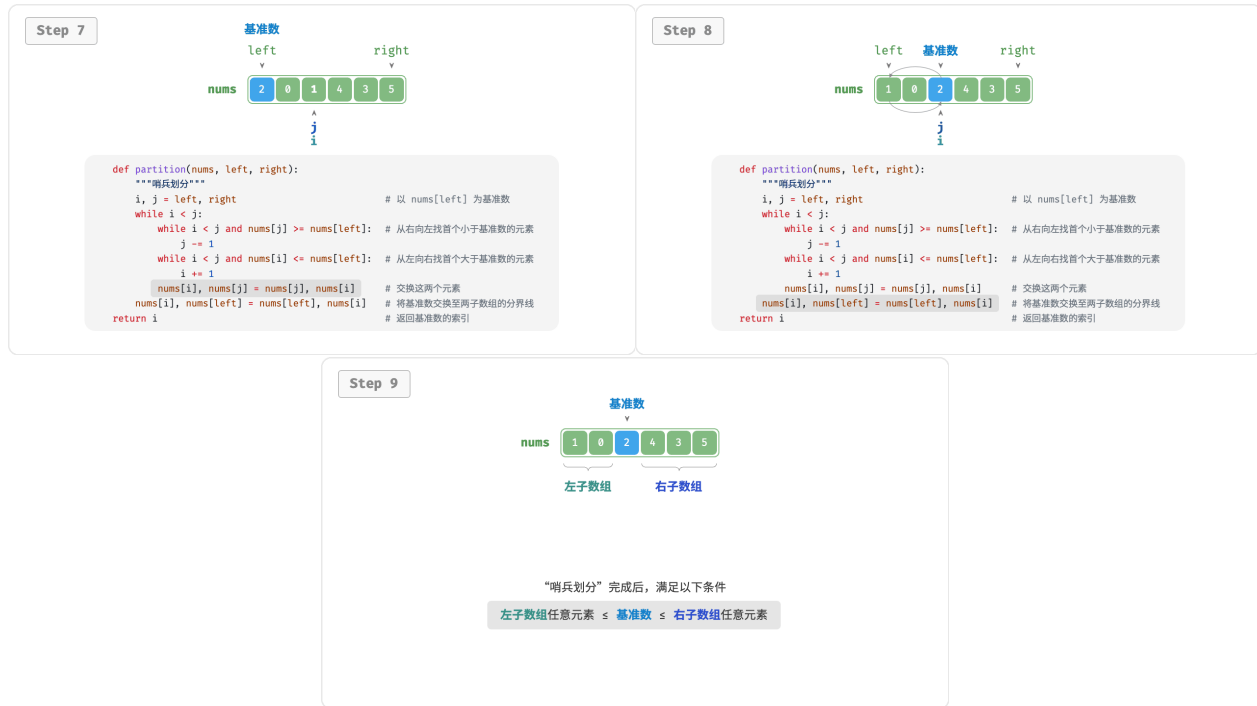 Step 7
基准数
left right
nums 2 0 1 4 3 5
j
i
def partition(nums, left, right):
"""哨兵划分"""
i, j = left, right # 以 nums[left] 为基准数
while i < j:
while i < j and nums[j] >= nums[left]: # 从右向左找首个小于基准数的元素
j -= 1
while i < j and nums[i] <= nums[left]: # 从左向右找首个大于基准数的元素
i += 1
nums[i], nums[j] = nums[j], nums[i] # 交换这两个元素
nums[i], nums[left] = nums[left], nums[i] # 将基准数交换至两子数组的分界线
return i # 返回基准数的索引
Step 8
left 基准数 right
nums 1 0 2 4 3 5
j
i
def partition(nums, left, right):
"""哨兵划分"""
i, j = left, right # 以 nums[left] 为基准数
while i < j:
while i < j and nums[j] >= nums[left]: # 从右向左找首个小于基准数的元素
j -= 1
while i < j and nums[i] <= nums[left]: # 从左向右找首个大于基准数的元素
i += 1
nums[i], nums[j] = nums[j], nums[i] # 交换这两个元素
nums[i], nums[left] = nums[left], nums[i] # 将基准数交换至两子数组的分界线
return i # 返回基准数的索引
Step 9
基准数
nums 1 0 2 4 3 5
左子数组 右子数组
“哨兵划分”完成后，满足以下条件
左子数组任意元素 ≤ 基准数 ≤ 右子数组任意元素